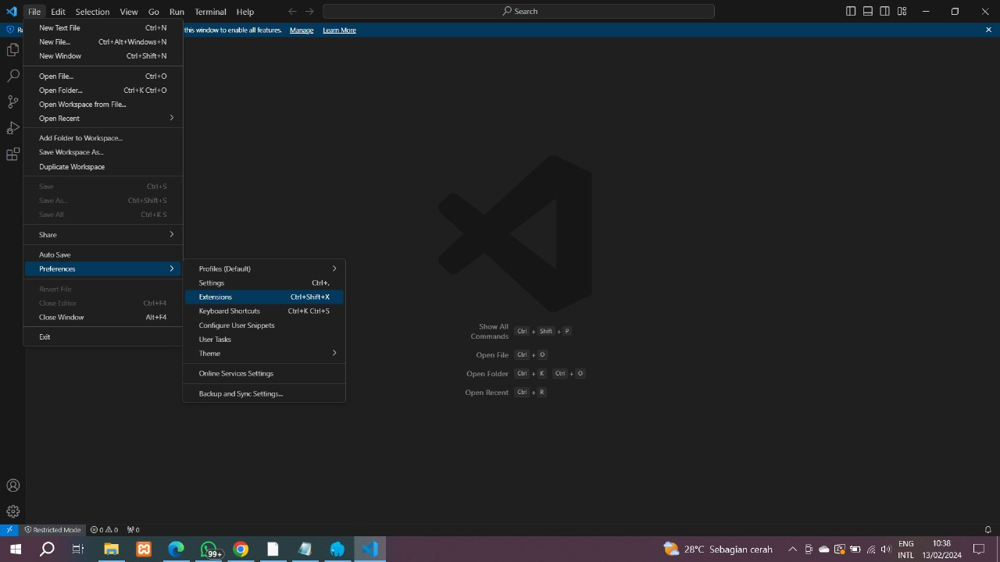 File Edit Selection View Go Run Terminal Help
Search
this window to enable all features. Manage Learn More
New Text File Ctrl+N
New File... Ctrl+Alt+Windows+N
New Window Ctrl+Shift+N
Open File... Ctrl+O
Open Folder... Ctrl+K Ctrl+O
Open Workspace from File...
Open Recent
Add Folder to Workspace...
Save Workspace As...
Duplicate Workspace
Save Ctrl+S
Save As... Ctrl+Shift+S
Save All Ctrl+K S
Share
Auto Save
Preferences
Revert File
Close Editor Ctrl+F4
Close Window Alt+F4
Exit
Profiles (Default)
Settings Ctrl+,
Extensions Ctrl+Shift+X
Keyboard Shortcuts Ctrl+K Ctrl+S
Configure User Snippets
User Tasks
Theme
Online Services Settings
Backup and Sync Settings...
Show All
Commands Ctrl + Shift + P
Open File Ctrl + O
Open Folder Ctrl + K Ctrl + O
Open Recent Ctrl + R
Restricted Mode 0 0 0
99+
28°C Sebagian cerah
ENG
INTL
10:38
13/02/2024